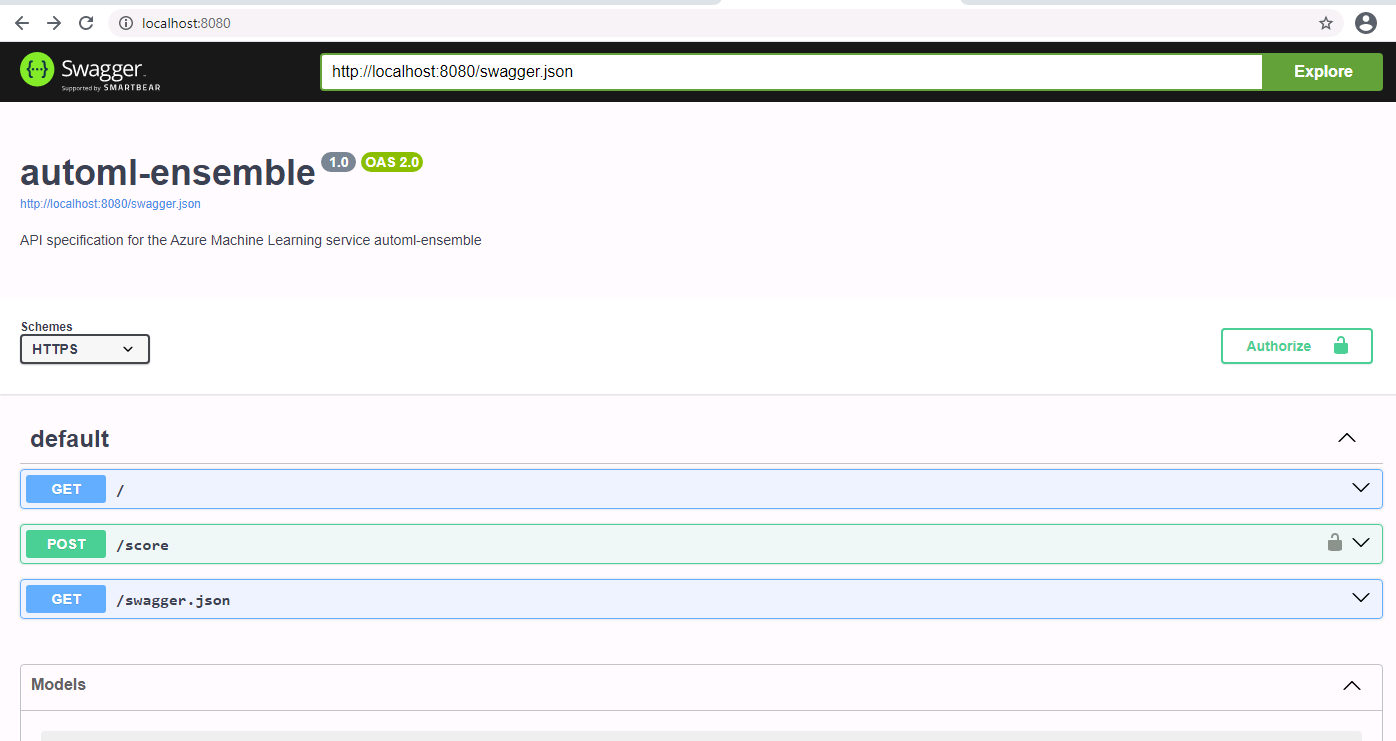 localhost:8080
{···} Swagger™
Supported by SMARTBEAR
http://localhost:8080/swagger.json
Explore
automl-ensemble 1.0 OAS 2.0
http://localhost:8080/swagger.json
API specification for the Azure Machine Learning service automl-ensemble
Schemes
HTTPS
Authorize
default
GET /
POST /score
GET /swagger.json
Models